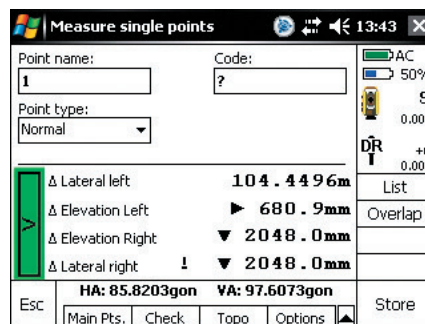 Measure single points 13:43
Point name: Code:
1 ?
Point type:
Normal
AC
50%
9
0.00
DR
0.00
Δ Lateral left 104.4496m
Δ Elevation Left ▶ 680.9mm
Δ Elevation Right ▼ 2048.0mm
Δ Lateral right ! ▼ 2048.0mm
>
List
Overlap
HA: 85.8203gon VA: 97.6073gon
Esc
Main Pts. Check Topo Options
Store